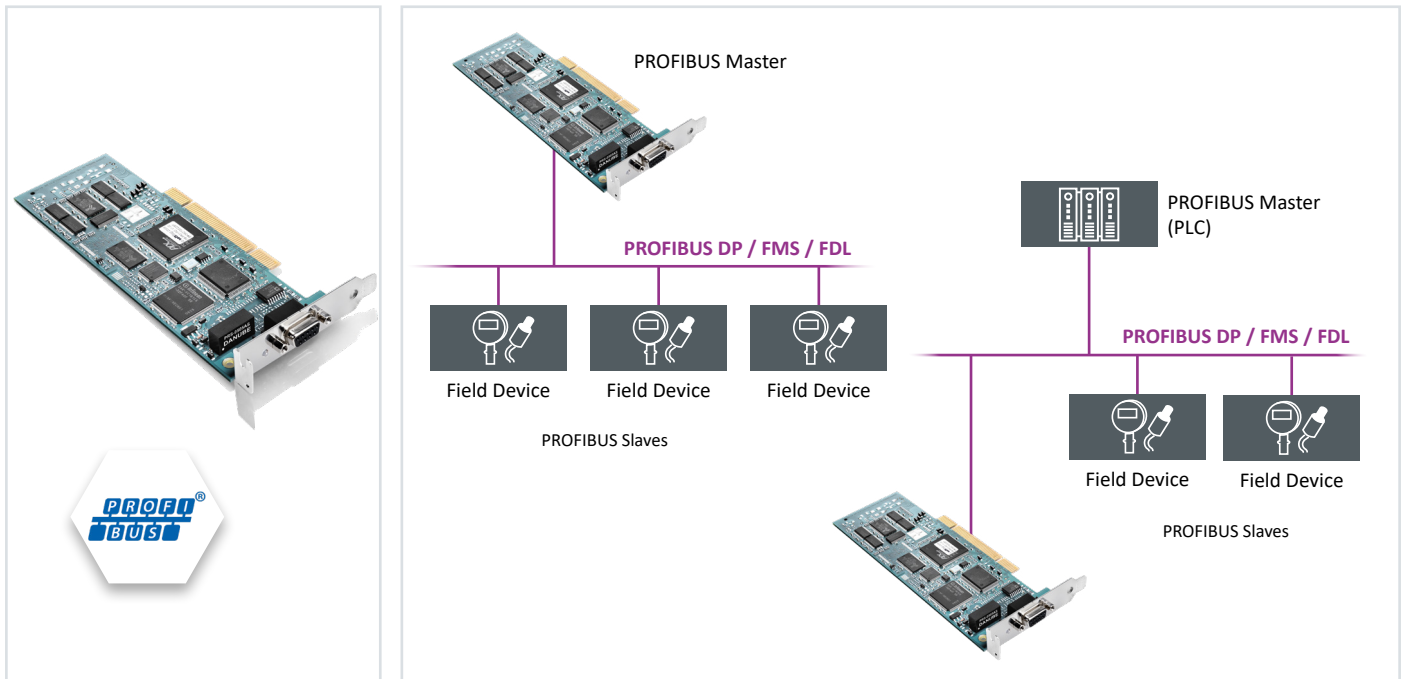 PROFI®
BUS
PROFIBUS Master
PROFIBUS DP / FMS / FDL
Field Device
Field Device
Field Device
PROFIBUS Slaves
PROFIBUS Master
(PLC)
PROFIBUS DP / FMS / FDL
Field Device
Field Device
PROFIBUS Slaves
DANUBE